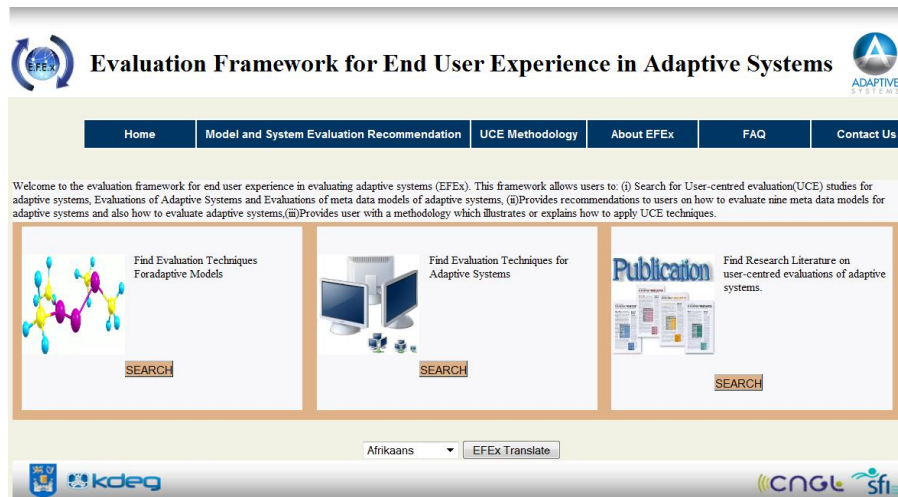 E.F.E.x
Evaluation Framework for End User Experience in Adaptive Systems
ADAPTIVE
SYSTEMS
Home
Model and System Evaluation Recommendation
UCE Methodology
About EFEx
FAQ
Contact Us
Welcome to the evaluation framework for end user experience in evaluating adaptive systems (EFEx). This framework allows users to: (i) Search for User-centred evaluation(UCE) studies for
adaptive systems, Evaluations of Adaptive Systems and Evaluations of meta data models of adaptive systems, (ii)Provides recommendations to users on how to evaluate nine meta data models for
adaptive systems and also how to evaluate adaptive systems,(iii)Provides user with a methodology which illustrates or explains how to apply UCE techniques.
Find Evaluation Techniques
Foradaptive Models
SEARCH
Find Evaluation Techniques for
Adaptive Systems
SEARCH
Publication
Find Research Literature on
user-centred evaluations of adaptive
systems.
SEARCH
Afrikaans
EFEx Translate
kdeg
CNGL
sfi